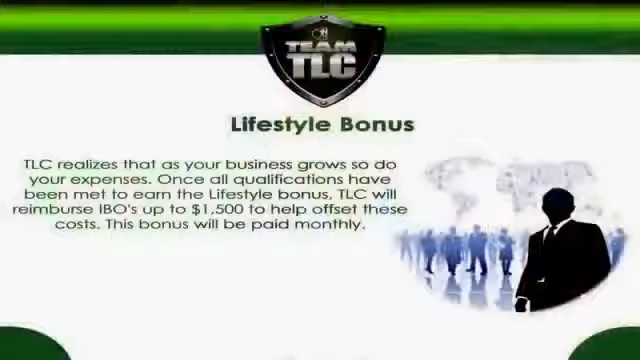 TEAM
TLC
Lifestyle Bonus
TLC realizes that as your business grows so do
your expenses. Once all qualifications have
been met to earn the Lifestyle bonus, TLC will
reimburse IBO's up to $1,500 to help offset these
costs. This bonus will be paid monthly.